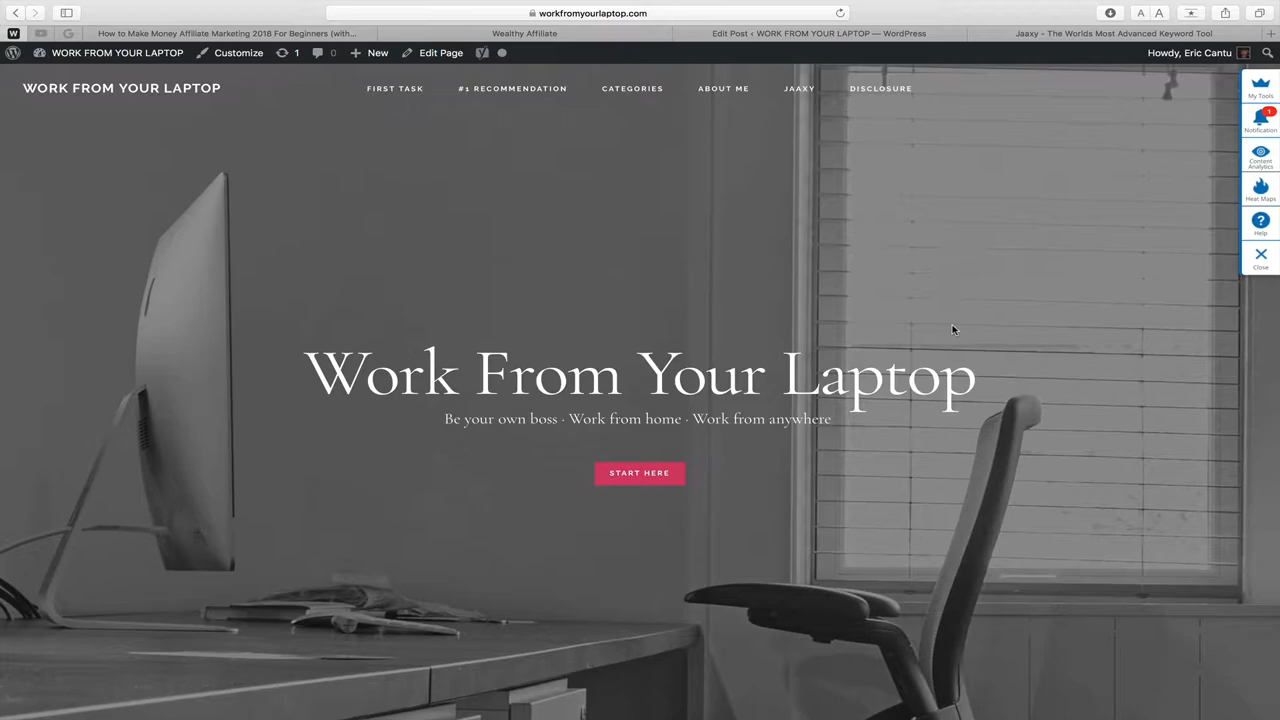 workfromyourlaptop.com
A A
W G How to Make Money Affiliate Marketing 2018 For Beginners (with... Wealthy Affiliate Edit Post ‹ WORK FROM YOUR LAPTOP — WordPress Jaaxy - The Worlds Most Advanced Keyword Tool +
WORK FROM YOUR LAPTOP Customize 1 0 New Edit Page Howdy, Eric Cantu
WORK FROM YOUR LAPTOP FIRST TASK #1 RECOMMENDATION CATEGORIES ABOUT ME JAAXY DISCLOSURE
My Tools
1
Notification
Content
Analytics
Heat Maps
?
Help
Close
Work From Your Laptop
Be your own boss · Work from home · Work from anywhere
START HERE